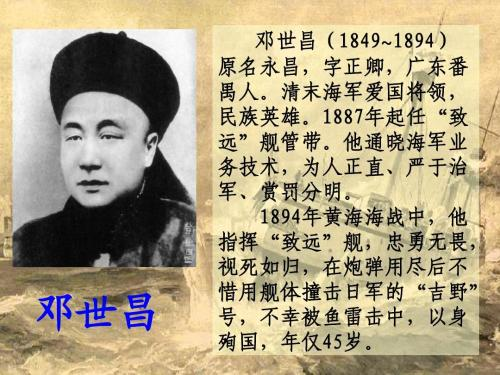 邓世昌（1849~1894）
原名永昌，字正卿，广东番
禺人。清末海军爱国将领，
民族英雄。1887年起任“致
远”舰管带。他通晓海军业
务技术，为人正直、严于治
军、赏罚分明。
1894年黄海海战中，他
指挥“致远”舰，忠勇无畏，
视死如归，在炮弹用尽后不
惜用舰体撞击日军的“吉野”
号，不幸被鱼雷击中，以身
殉国，年仅45岁。
邓世昌